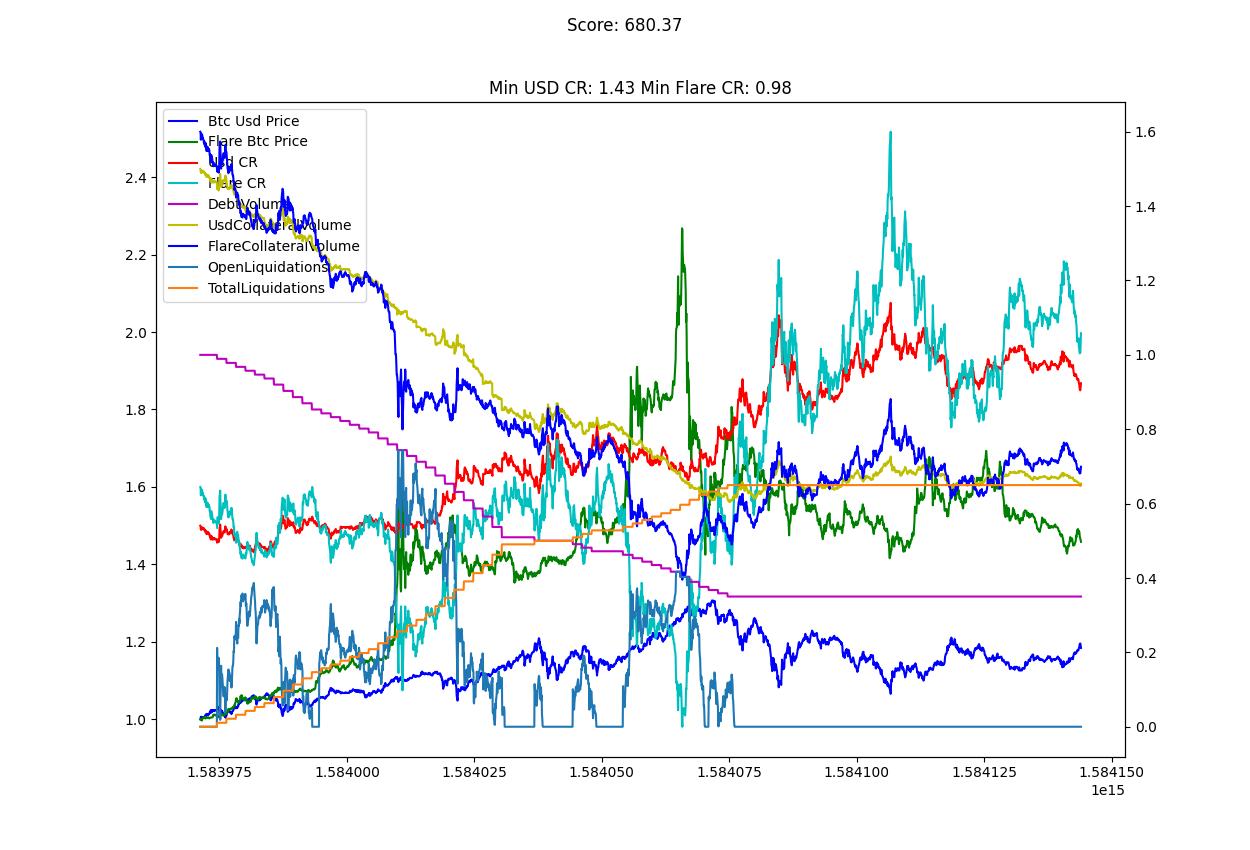 Score: 680.37
Min USD CR: 1.43 Min Flare CR: 0.98
Btc Usd Price
Flare Btc Price
Usd CR
Flare CR
DebtVolume
UsdCollateralVolume
FlareCollateralVolume
OpenLiquidations
TotalLiquidations
2.4
2.2
2.0
1.8
1.6
1.4
1.2
1.0
1.6
1.4
1.2
1.0
0.8
0.6
0.4
0.2
0.0
1.583975
1.584000
1.584025
1.584050
1.584075
1.584100
1.584125
1.584150
1e15